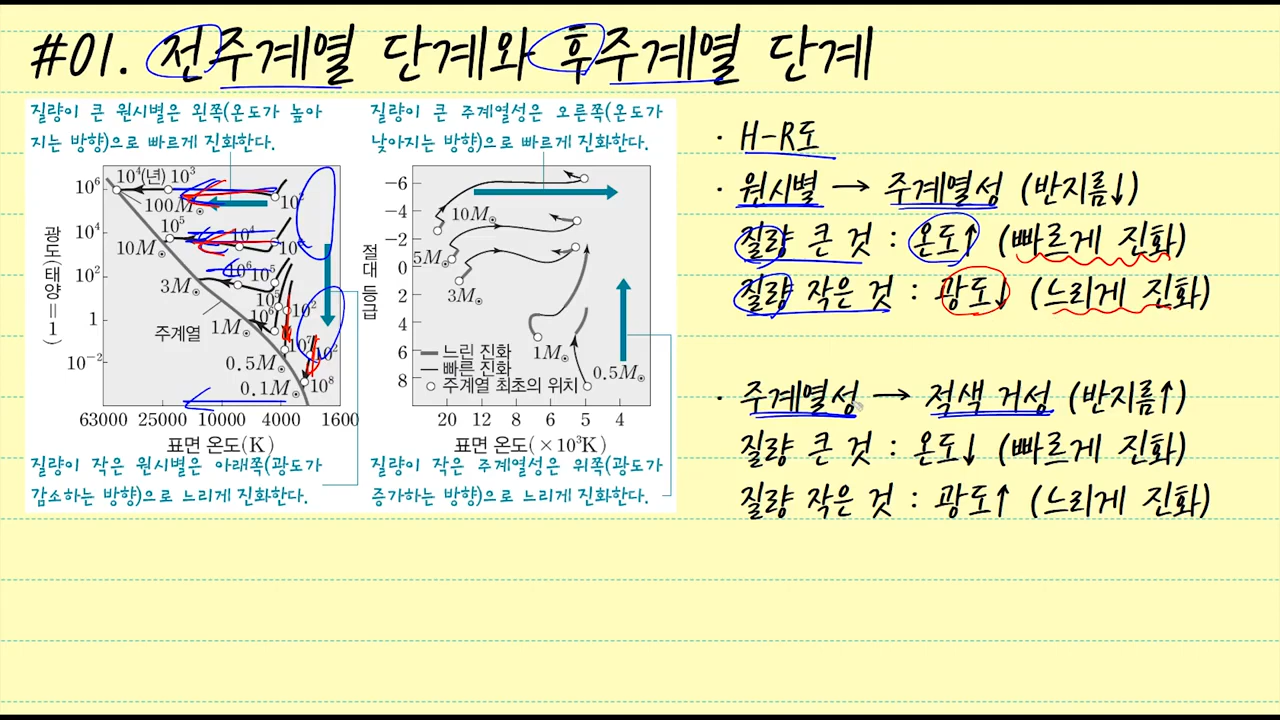 #01. 전주계열 단계와 후주계열 단계
질량이 큰 원시별은 왼쪽(온도가 높아
지는 방향)으로 빠르게 진화한다.
10⁶
10⁴
10²
1
10⁻²
광도(태양=1)
10⁴(년) 10³
100M⊙
10²
10⁵
10⁴
10M⊙
10⁶ 10⁵
3M⊙
10⁵
10²
10⁶
주계열
1M⊙
10⁷
10²
0.5M⊙
0.1M⊙
10⁸
63000 25000 10000 4000 1600
표면 온도(K)
질량이 작은 원시별은 아래쪽(광도가
감소하는 방향)으로 느리게 진화한다.
질량이 큰 주계열성은 오른쪽(온도가
낮아지는 방향)으로 빠르게 진화한다.
절대 등급
-6
-4
-2
0
2
4
6
8
10M⊙
5M⊙
3M⊙
1M⊙
0.5M⊙
느린 진화
빠른 진화
주계열 최초의 위치
20 12 8 6 5 4
표면 온도(×10³K)
질량이 작은 주계열성은 위쪽(광도가
증가하는 방향)으로 느리게 진화한다.
· H-R도
· 원시별 → 주계열성 (반지름↓)
질량 큰 것 : 온도↑ (빠르게 진화)
질량 작은 것 : 광도↓ (느리게 진화)
· 주계열성 → 적색 거성 (반지름↑)
질량 큰 것 : 온도↓ (빠르게 진화)
질량 작은 것 : 광도↑ (느리게 진화)